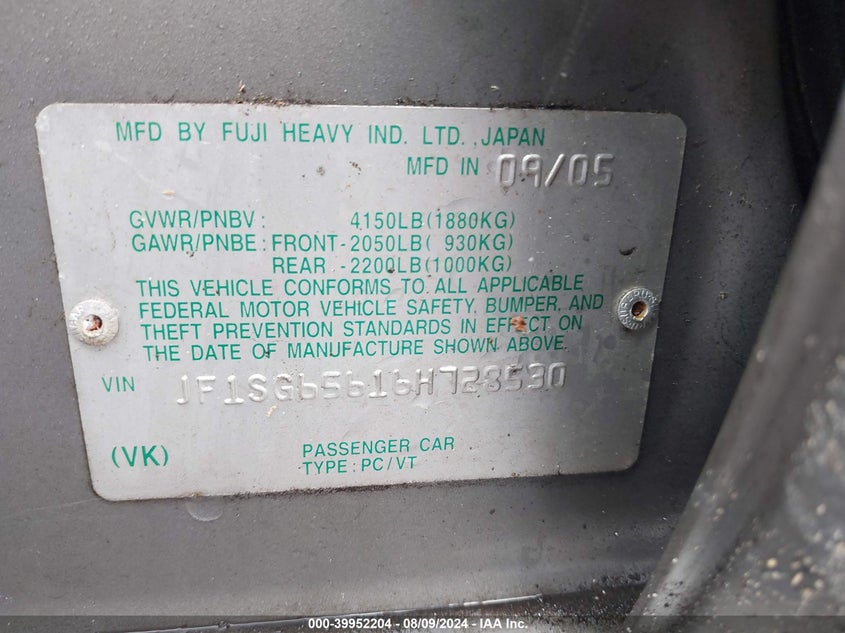 MFD BY FUJI HEAVY IND. LTD. JAPAN
MFD IN 09/05
GVWR/PNBV: 4150LB(1880KG)
GAWR/PNBE: FRONT-2050LB( 930KG)
REAR -2200LB(1000KG)
THIS VEHICLE CONFORMS TO ALL APPLICABLE
FEDERAL MOTOR VEHICLE SAFETY, BUMPER, AND
THEFT PREVENTION STANDARDS IN EFFECT ON
THE DATE OF MANUFACTURE SHOWN ABOVE.
VIN JF1SG65616H728530
(VK) PASSENGER CAR
TYPE: PC/VT
000-39952204 - 08/09/2024 - IAA Inc.